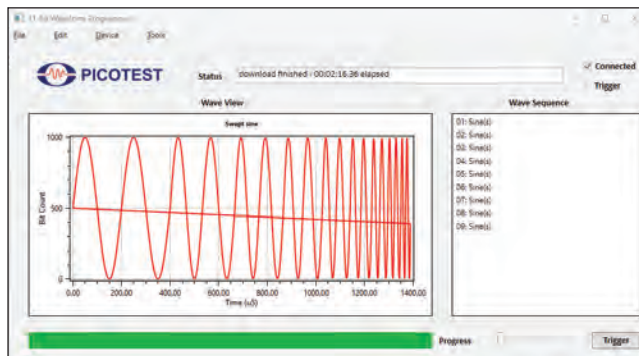 File Edit Device Tools
PICOTEST
Status download finished - 00:02:16.36 elapsed
Connected
Trigger
Wave View
Wave Sequence
Swept sine
1000
500
0
Bit Count
0.00 200.00 400.00 600.00 800.00 1000.00 1200.00 1400.00
Time (uS)
01: Sine(s)
02: Sine(s)
03: Sine(s)
04: Sine(s)
05: Sine(s)
06: Sine(s)
07: Sine(s)
08: Sine(s)
09: Sine(s)
Progress
Trigger